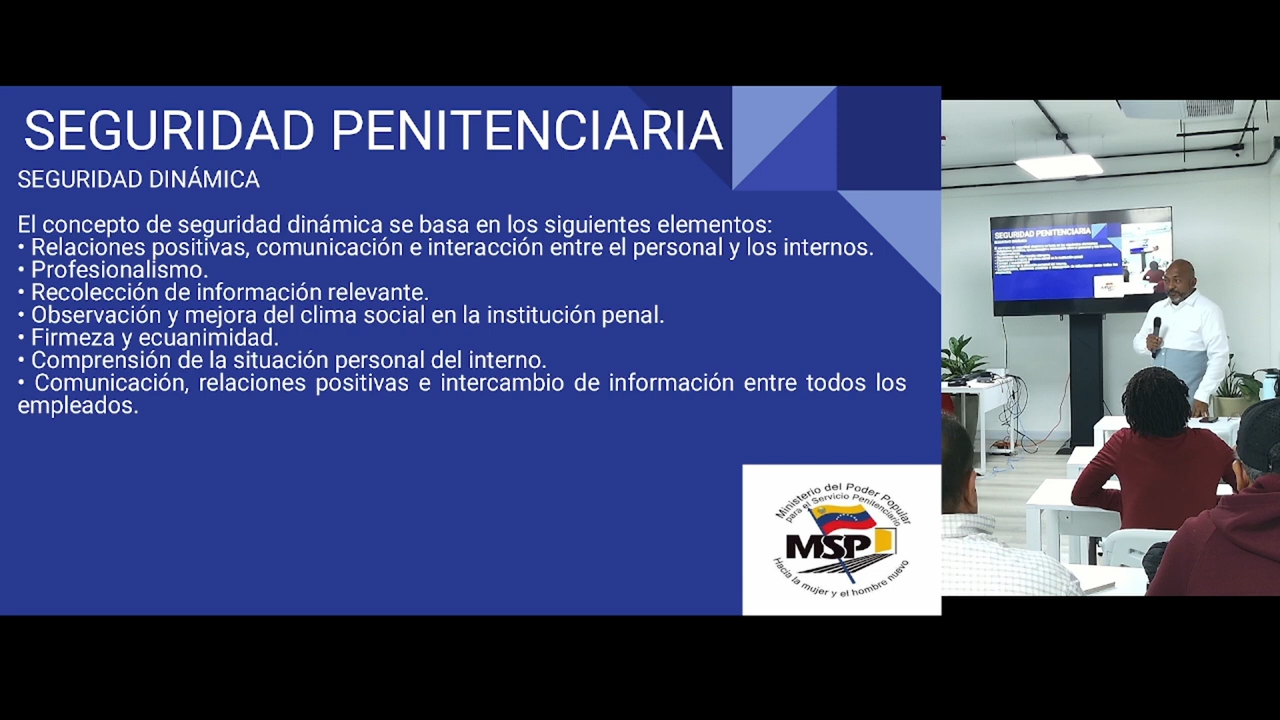 SEGURIDAD PENITENCIARIA
SEGURIDAD DINÁMICA
El concepto de seguridad dinámica se basa en los siguientes elementos:
• Relaciones positivas, comunicación e interacción entre el personal y los internos.
• Profesionalismo.
• Recolección de información relevante.
• Observación y mejora del clima social en la institución penal.
• Firmeza y ecuanimidad.
• Comprensión de la situación personal del interno.
• Comunicación, relaciones positivas e intercambio de información entre todos los
empleados.
Ministerio del Poder Popular
para el Servicio Penitenciario
MSP
Hacia la mujer y el hombre nuevo
SEGURIDAD PENITENCIARIA